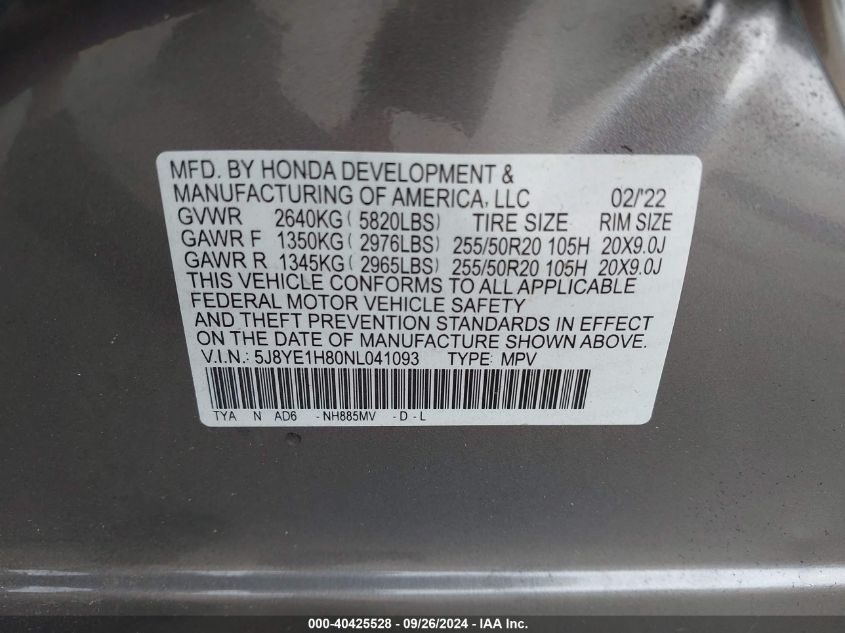 MFD. BY HONDA DEVELOPMENT &
MANUFACTURING OF AMERICA, LLC 02/'22
GVWR 2640KG ( 5820LBS) TIRE SIZE RIM SIZE
GAWR F 1350KG ( 2976LBS) 255/50R20 105H 20X9.0J
GAWR R 1345KG ( 2965LBS) 255/50R20 105H 20X9.0J
THIS VEHICLE CONFORMS TO ALL APPLICABLE
FEDERAL MOTOR VEHICLE SAFETY
AND THEFT PREVENTION STANDARDS IN EFFECT
ON THE DATE OF MANUFACTURE SHOWN ABOVE.
V.I.N.: 5J8YE1H80NL041093 TYPE: MPV
TYA N AD6 -NH885MV -D-L
000-40425528 - 09/26/2024 - IAA Inc.